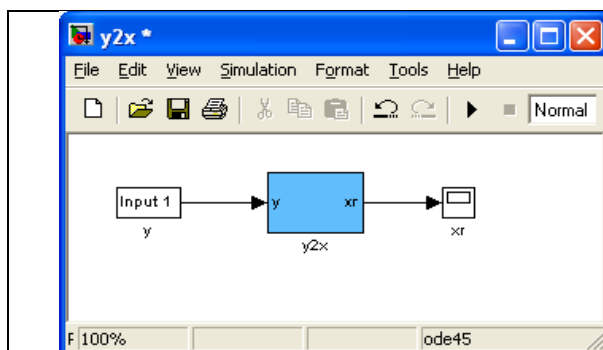 y2x *
File Edit View Simulation Format Tools Help
Normal
Input 1
y
y xr
y2x
xr
F 100% ode45